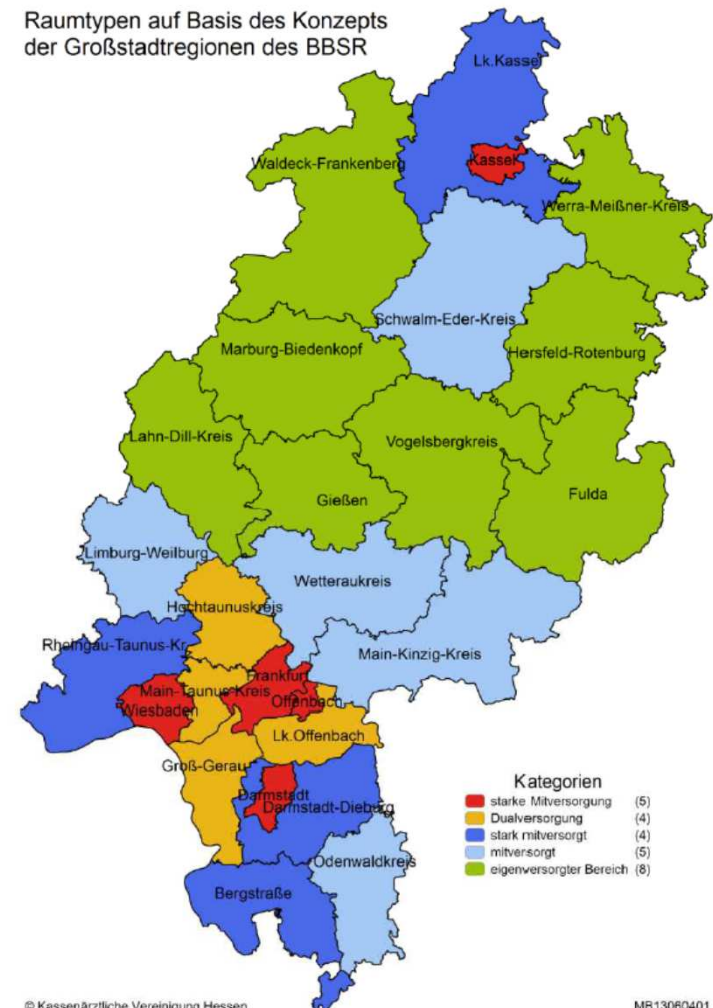 Raumtypen auf Basis des Konzepts
der Großstadtregionen des BBSR
Lk.Kassel
Kassel
Waldeck-Frankenberg
Werra-Meißner-Kreis
Schwalm-Eder-Kreis
Hersfeld-Rotenburg
Marburg-Biedenkopf
Lahn-Dill-Kreis
Vogelsbergkreis
Gießen
Fulda
Limburg-Weilburg
Wetteraukreis
Hochtaunuskreis
Rheingau-Taunus-Kr.
Main-Kinzig-Kreis
Frankfurt
Main-Taunus-Kreis
Offenbach
Wiesbaden
Lk.Offenbach
Groß-Gerau
Darmstadt
Darmstadt-Dieburg
Odenwaldkreis
Bergstraße
Kategorien
starke Mitversorgung (5)
Dualversorgung (4)
stark mitversorgt (4)
mitversorgt (5)
eigenversorgter Bereich (8)
© Kassenärztliche Vereinigung Hessen
MB13060401